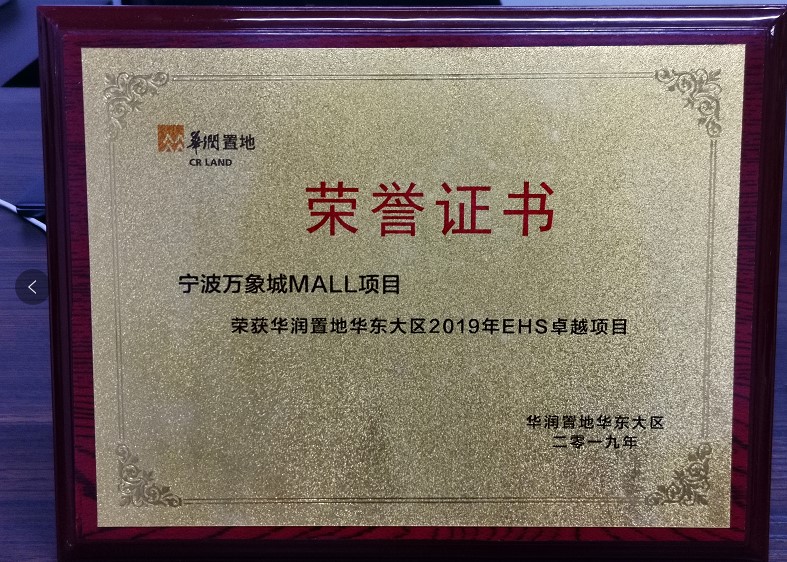 華潤置地
CR LAND
荣誉证书
宁波万象城MALL项目
荣获华润置地华东大区2019年EHS卓越项目
华润置地华东大区
二零一九年